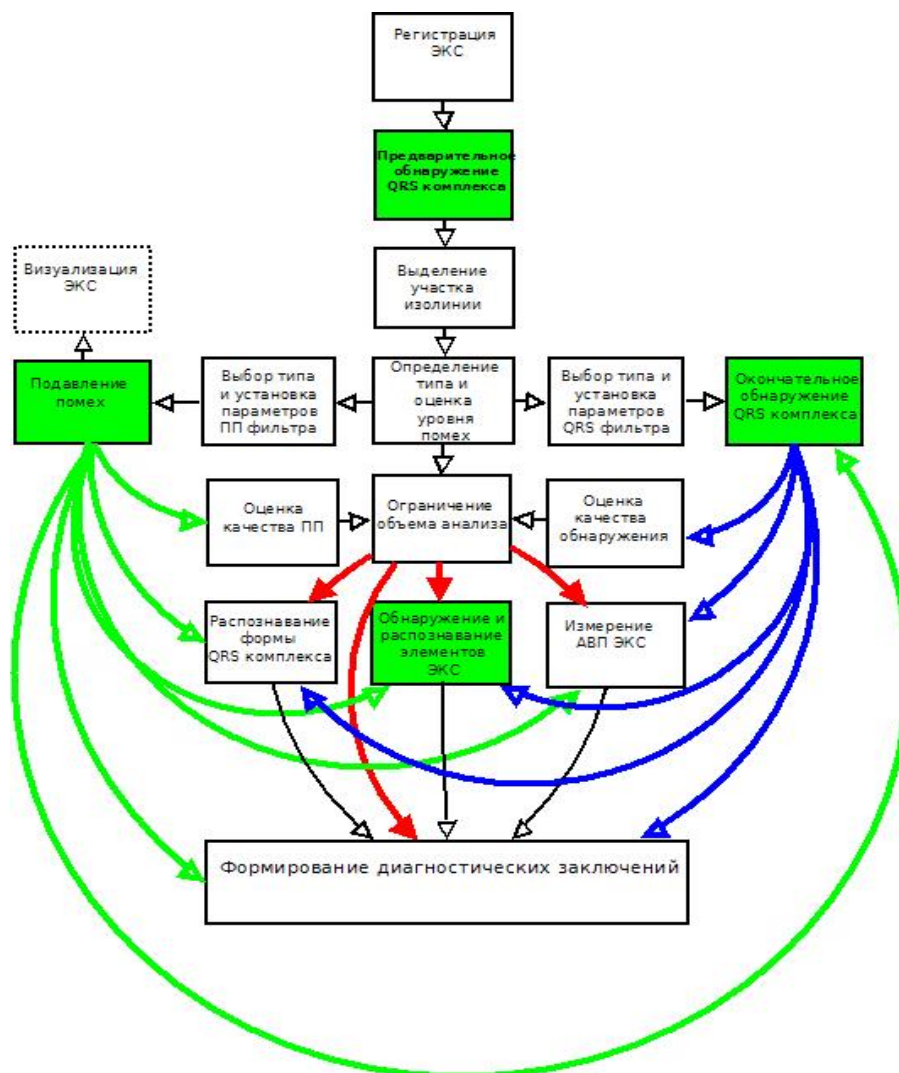 Регистрация
ЭКС
Предварительное
обнаружение
QRS комплекса
Выделение
участка
изолинии
Визуализация
ЭКС
Подавление
помех
Выбор типа
и установка
параметров
ПП фильтра
Определение
типа и
оценка
уровня
помех
Выбор типа и
установка
параметров
QRS фильтра
Окончательное
обнаружение
QRS комплекса
Оценка
качества ПП
Ограничение
объема анализа
Оценка
качества
обнаружения
Распознавание
формы
QRS комплекса
Обнаружение и
распознавание
элементов
ЭКС
Измерение
АВП ЭКС
Формирование диагностических заключений